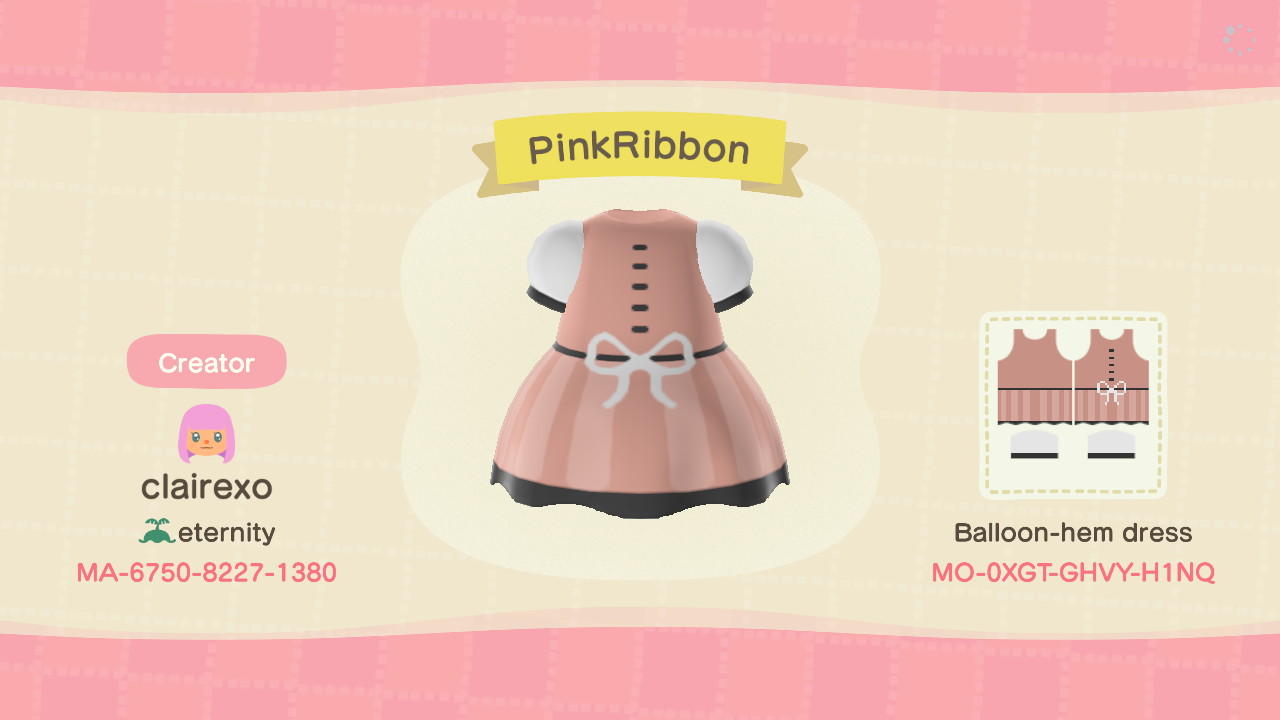 PinkRibbon
Creator
clairexo
eternity
MA-6750-8227-1380
Balloon-hem dress
MO-0XGT-GHVY-H1NQ